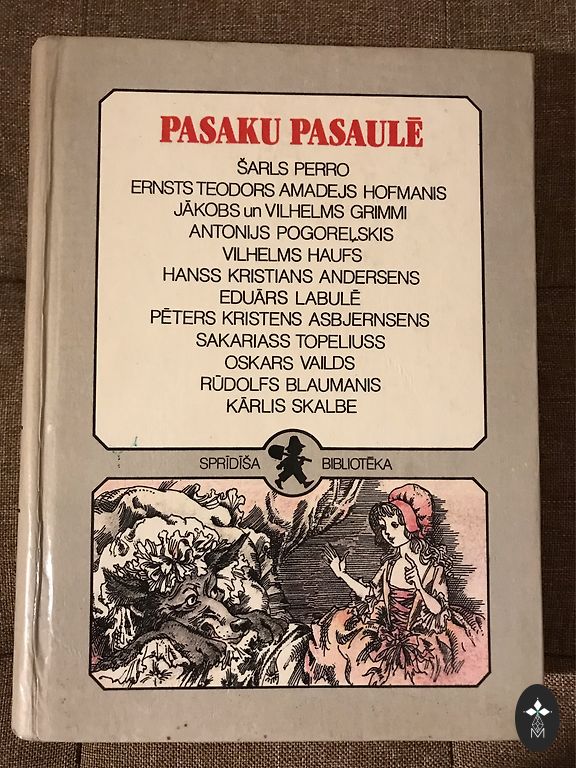 PASAKU PASAULĒ
ŠARLS PERRO
ERNSTS TEODORS AMADEJS HOFMANIS
JĀKOBS un VILHELMS GRIMMI
ANTONIJS POGOREĻSKIS
VILHELMS HAUFS
HANSS KRISTIANS ANDERSENS
EDUĀRS LABULĒ
PĒTERS KRISTENS ASBJERNSENS
SAKARIASS TOPELIUSS
OSKARS VAILDS
RŪDOLFS BLAUMANIS
KĀRLIS SKALBE
SPRĪDĪŠA BIBLIOTĒKA
M